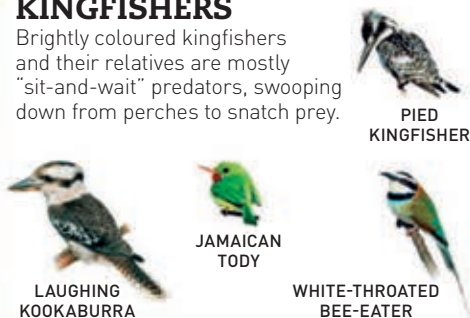 KINGFISHERS
Brightly coloured kingfishers
and their relatives are mostly
“sit-and-wait” predators, swooping
down from perches to snatch prey.
PIED
KINGFISHER
JAMAICAN
TODY
LAUGHING
KOOKABURRA
WHITE-THROATED
BEE-EATER